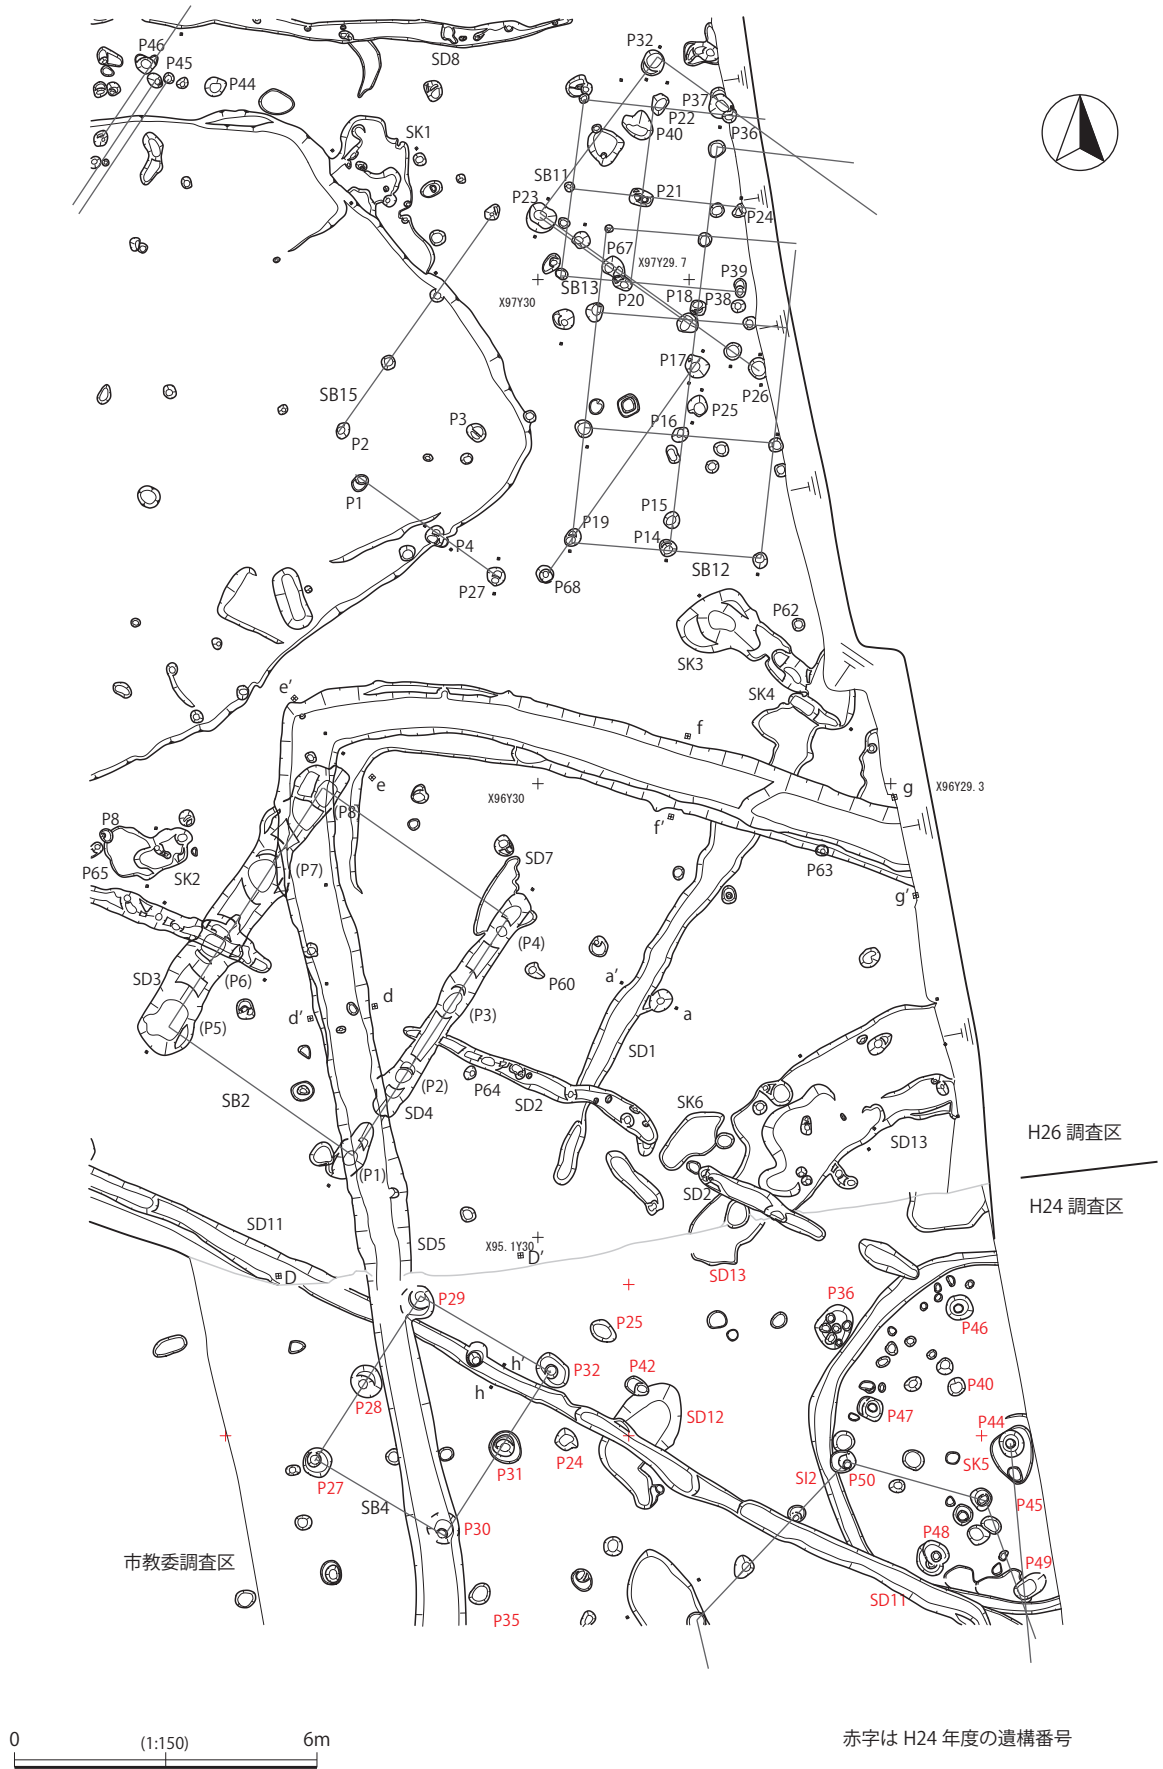 P46
P45
P44
SD8
P32
P37
P22
P40
P36
SK1
SB11
P21
P23
P24
P67
X97Y29.7
P39
X97Y30
SB13
P20
P18
P38
P17
P26
SB15
P25
P2
P3
P16
P1
P15
P19
P4
P14
SB12
P27
P68
P62
SK3
SK4
e'
f
e
X96Y30
g
X96Y29.3
(P8)
f'
P8
SD7
P63
P65
SK2
(P7)
g'
(P4)
SD3
(P6)
P60
a'
(P5)
d'
d
(P3)
a
SD1
(P2)
P64
SD2
SB2
SD4
SK6
SD13
H26 調査区
(P1)
SD2
H24 調査区
SD11
SD5
X95.1Y30
D'
D
SD13
P29
P25
P36
P46
h'
P32
P42
P40
P28
h
SD12
P47
P44
P31
P24
SK5
P27
SI2
P50
P45
SB4
P30
P48
市教委調査区
P49
SD11
P35
0
(1:150)
6m
赤字は H24 年度の遺構番号